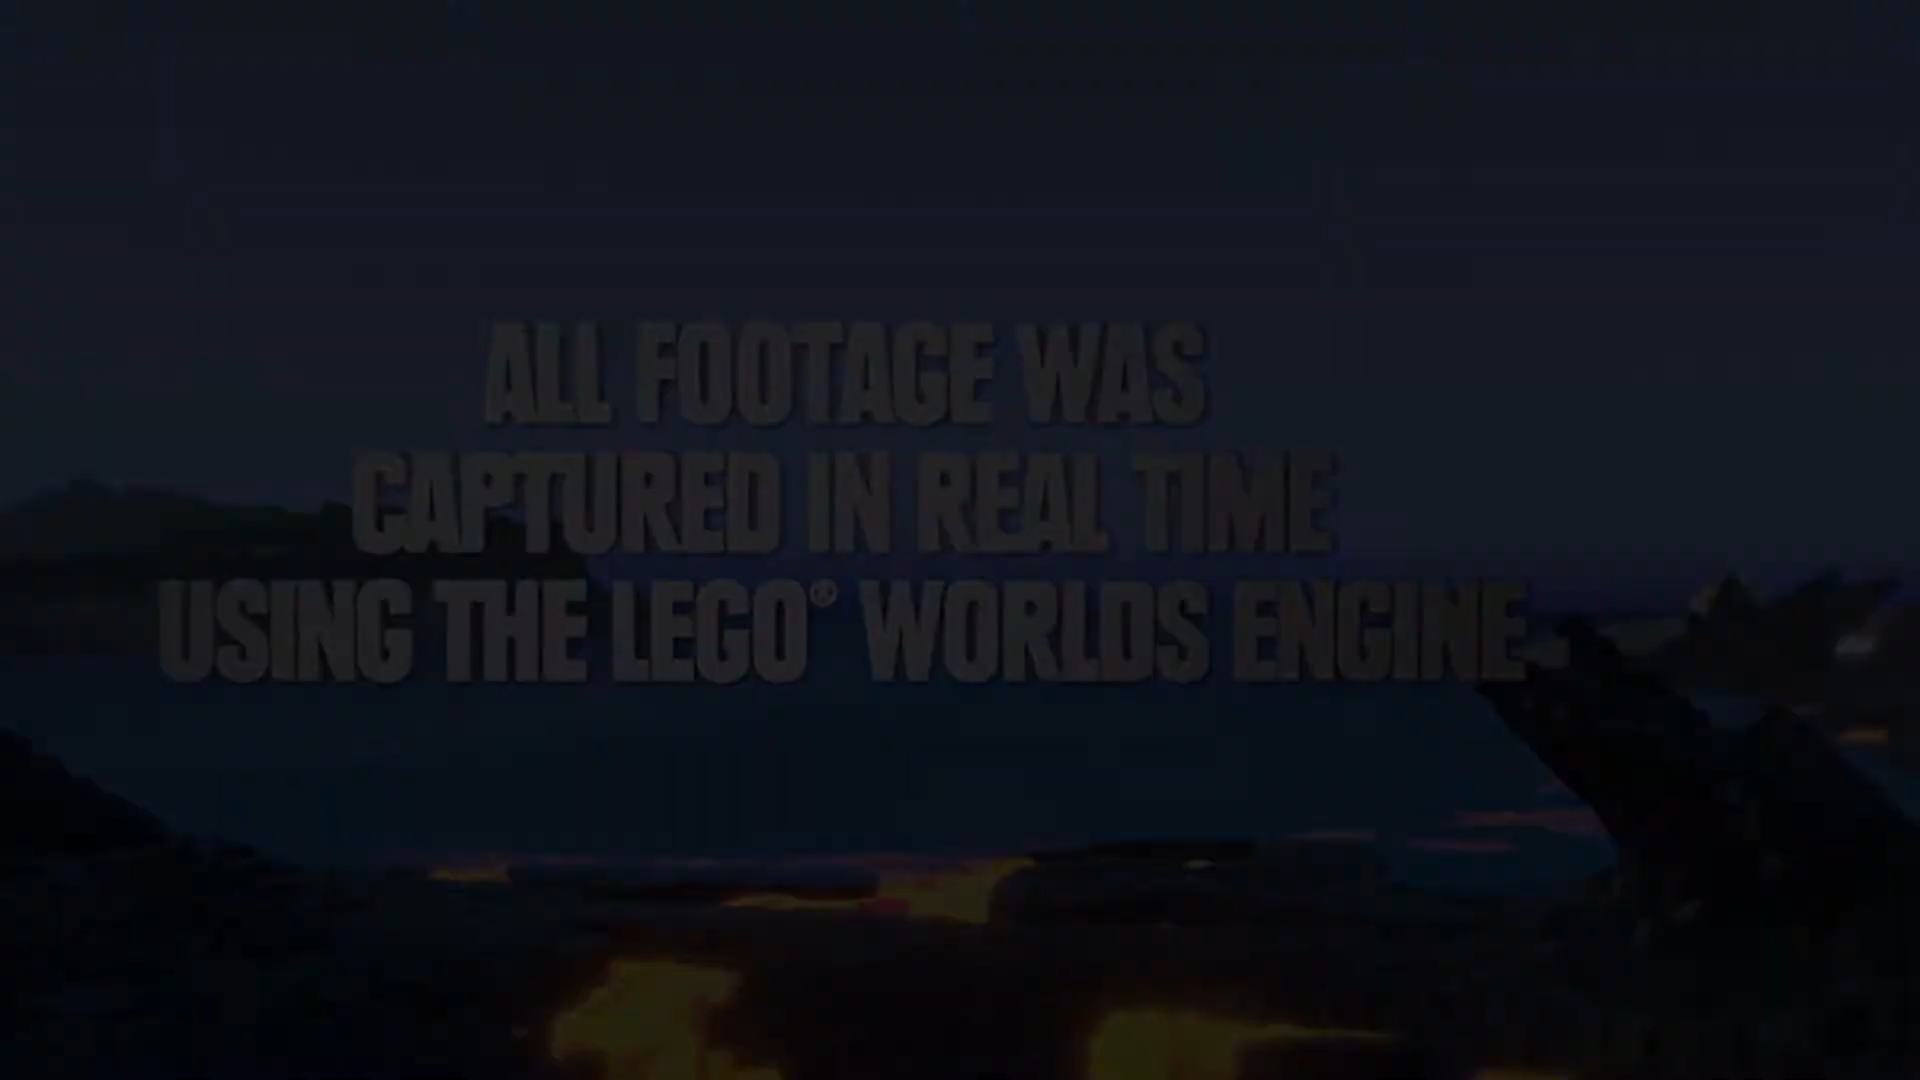 ALL FOOTAGE WAS
CAPTURED IN REAL TIME
USING THE LEGO® WORLDS ENGINE